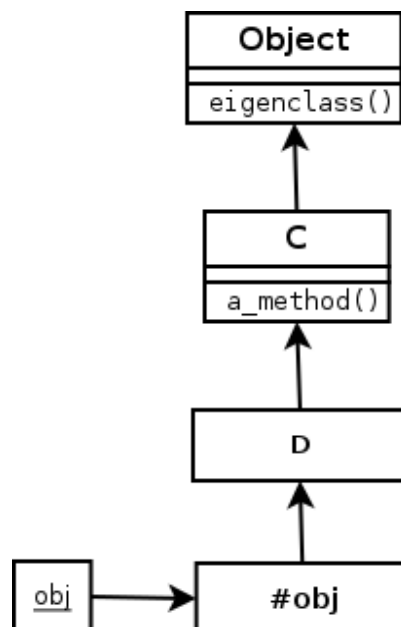 Object
eigenclass()
C
a_method()
D
obj
#obj